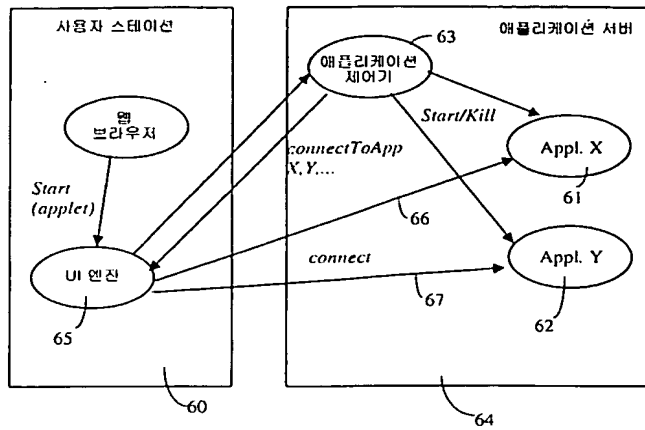 사용자 스테이션
63
애플리케이션 서버
애플리케이션
제어기
웹
브라우저
Start/Kill
connectToApp
X,Y,...
Appl. X
Start
(applet)
61
66
UI 엔진
connect
Appl. Y
65
67
62
60
64